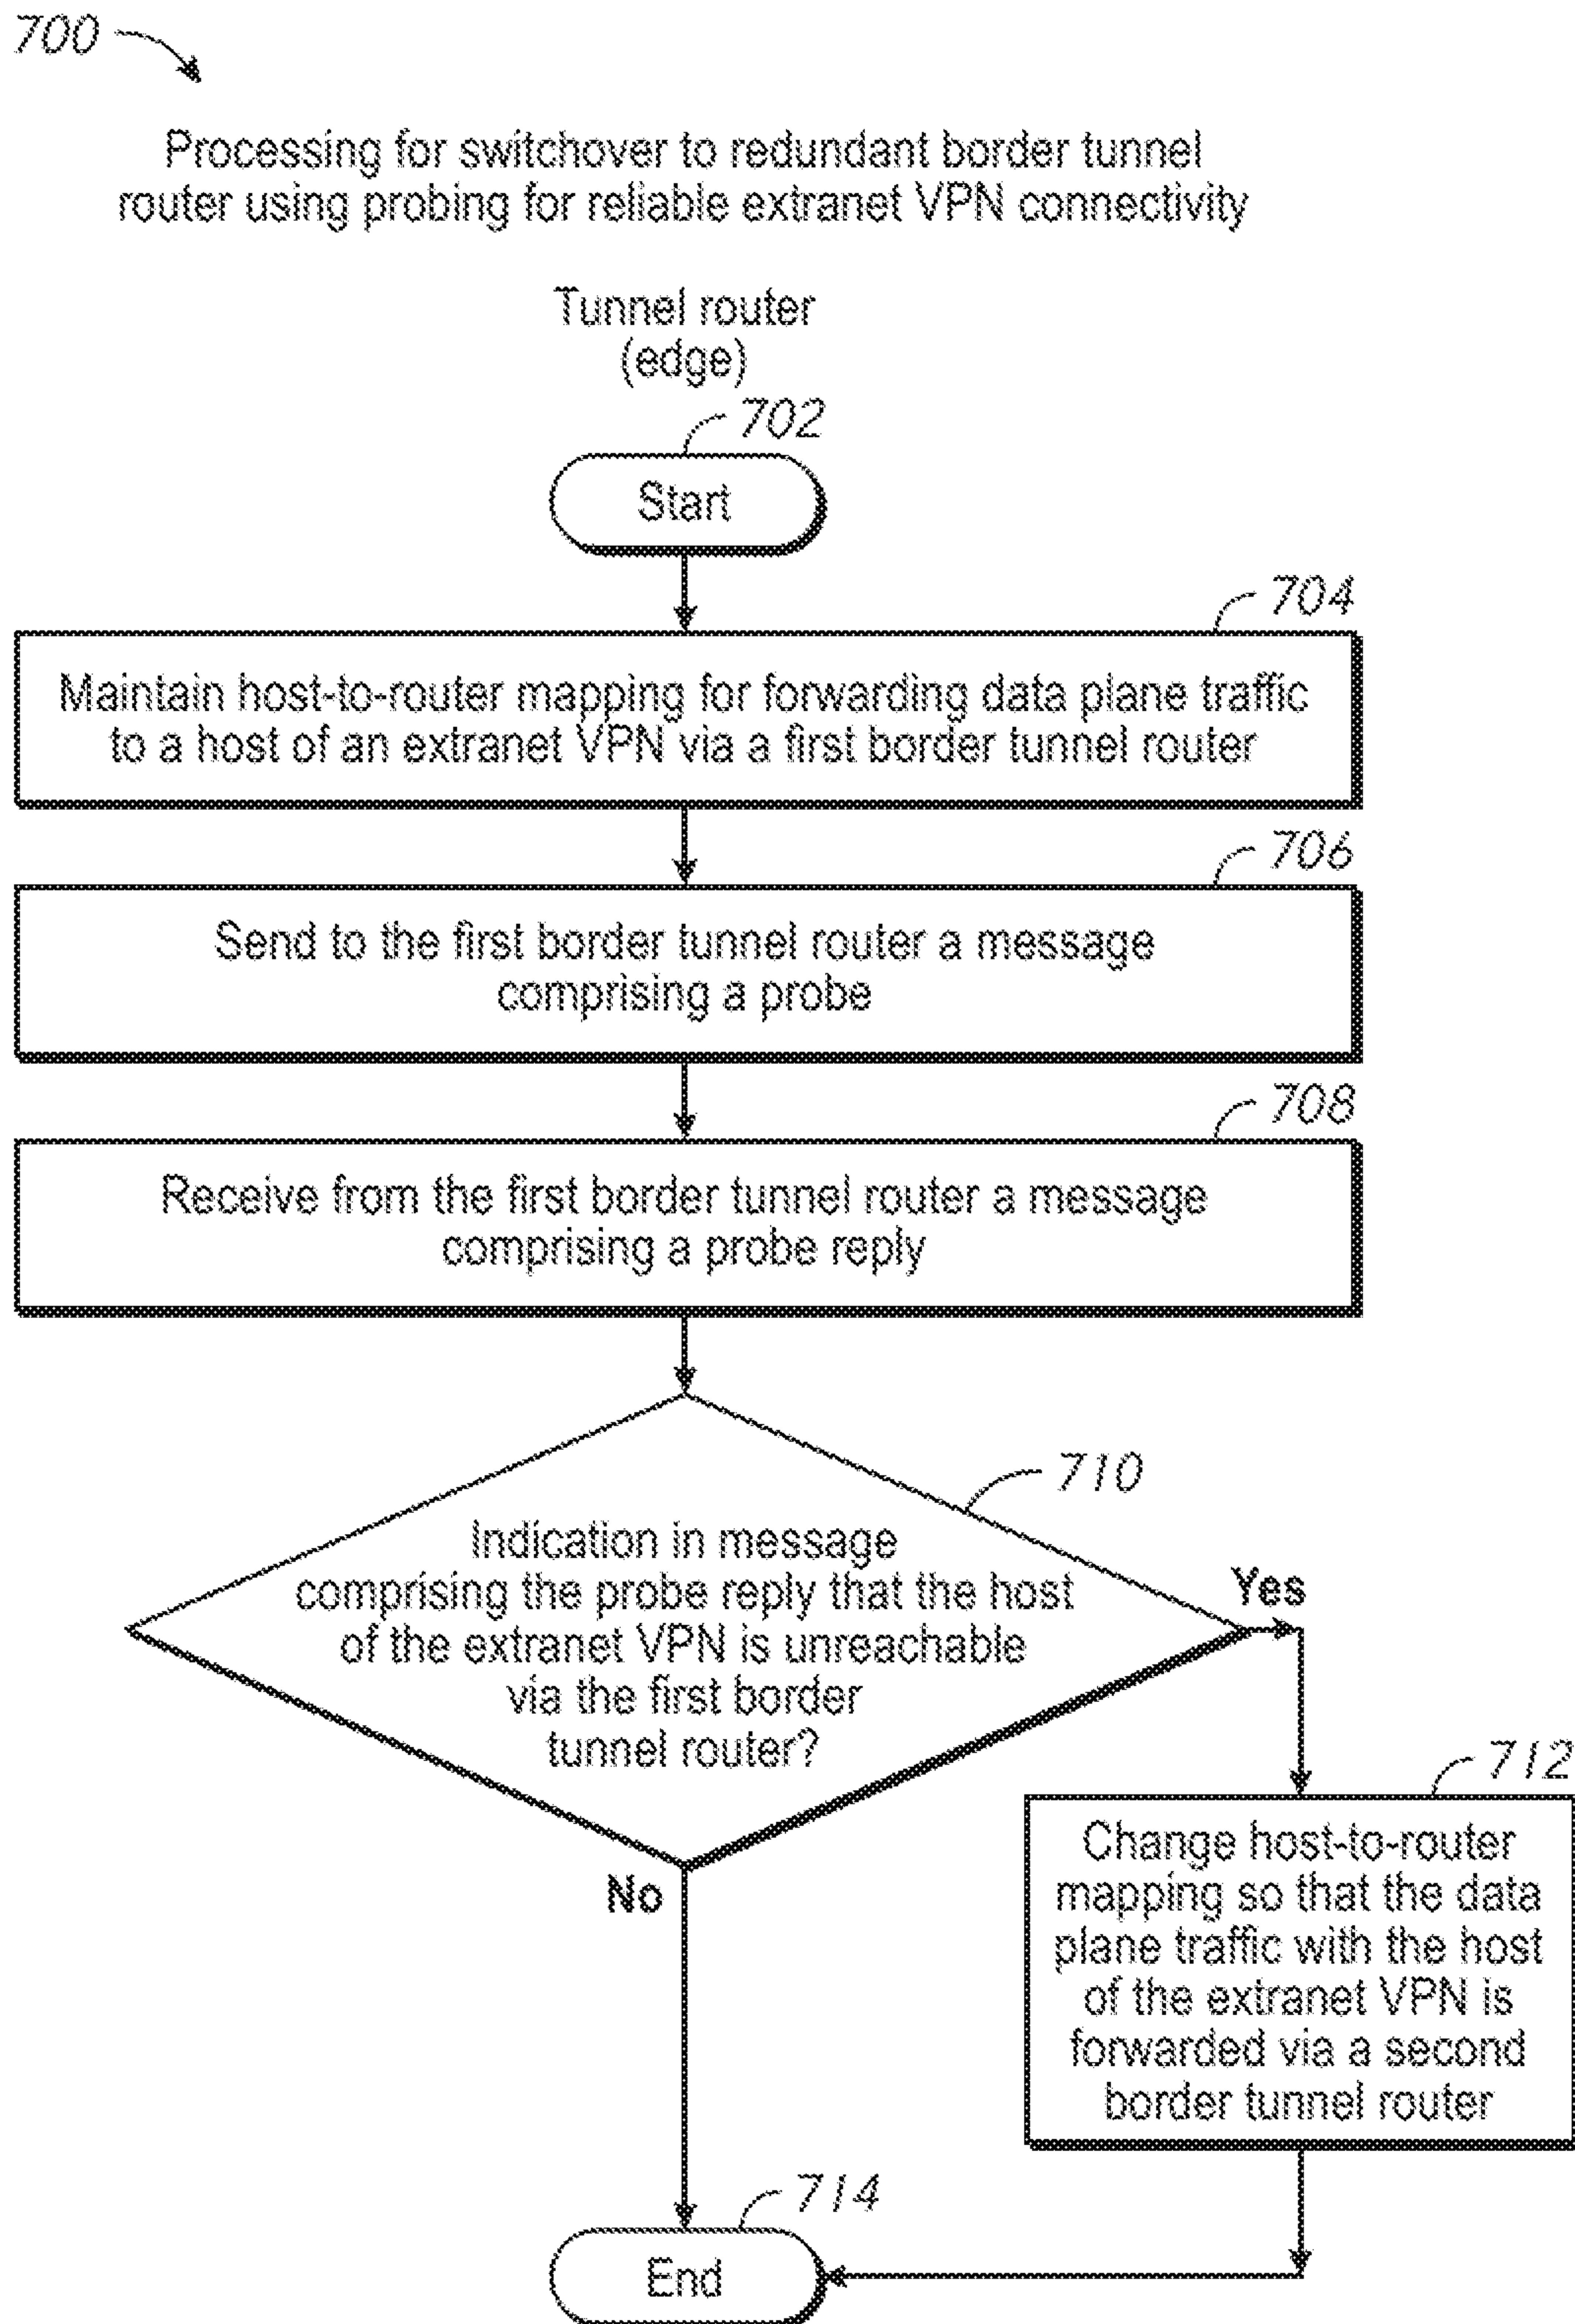 700
Processing for switchover to redundant border tunnel
router using probing for reliable extranet VPN connectivity
Tunnel router
(edge)
702
Start
704
Maintain host-to-router mapping for forwarding data plane traffic
to a host of an extranet VPN via a first border tunnel router
706
Send to the first border tunnel router a message
comprising a probe
708
Receive from the first border tunnel router a message
comprising a probe reply
710
Indication in message
comprising the probe reply that the host
of the extranet VPN is unreachable
via the first border
tunnel router?
Yes
No
712
Change host-to-router
mapping so that the data
plane traffic with the host
of the extranet VPN is
forwarded via a second
border tunnel router
714
End